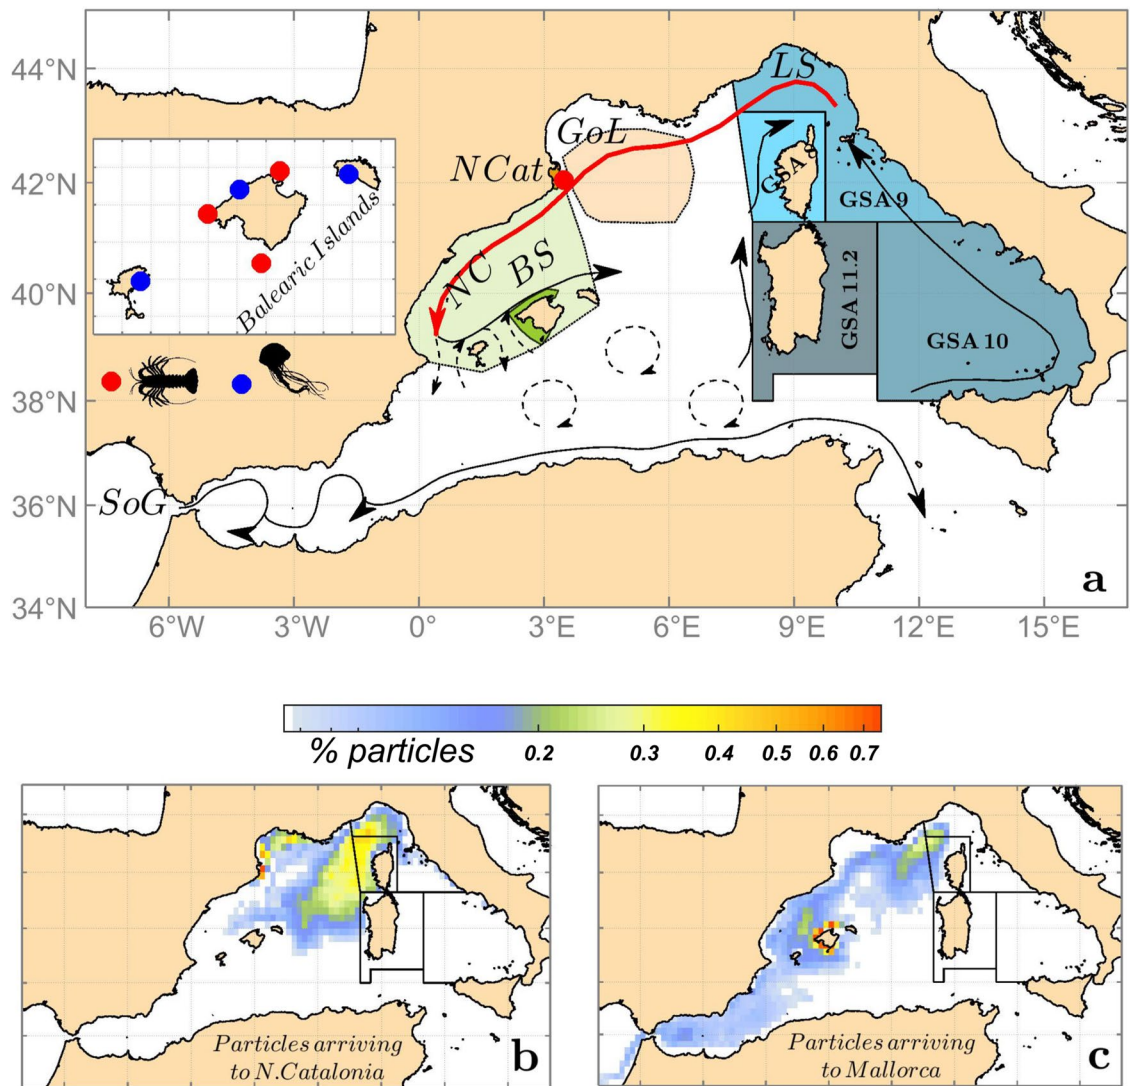 44°N
42°N
40°N
38°N
36°N
34°N
LS
GoL
NCat
GSA
GSA 9
Balearic Islands
NC
BS
GSA 11.2
GSA 10
SoG
a
6°W
3°W
0°
3°E
6°E
9°E
12°E
15°E
% particles
0.2
0.3
0.4
0.5
0.6
0.7
Particles arriving
to N.Catalonia
b
Particles arriving
to Mallorca
c